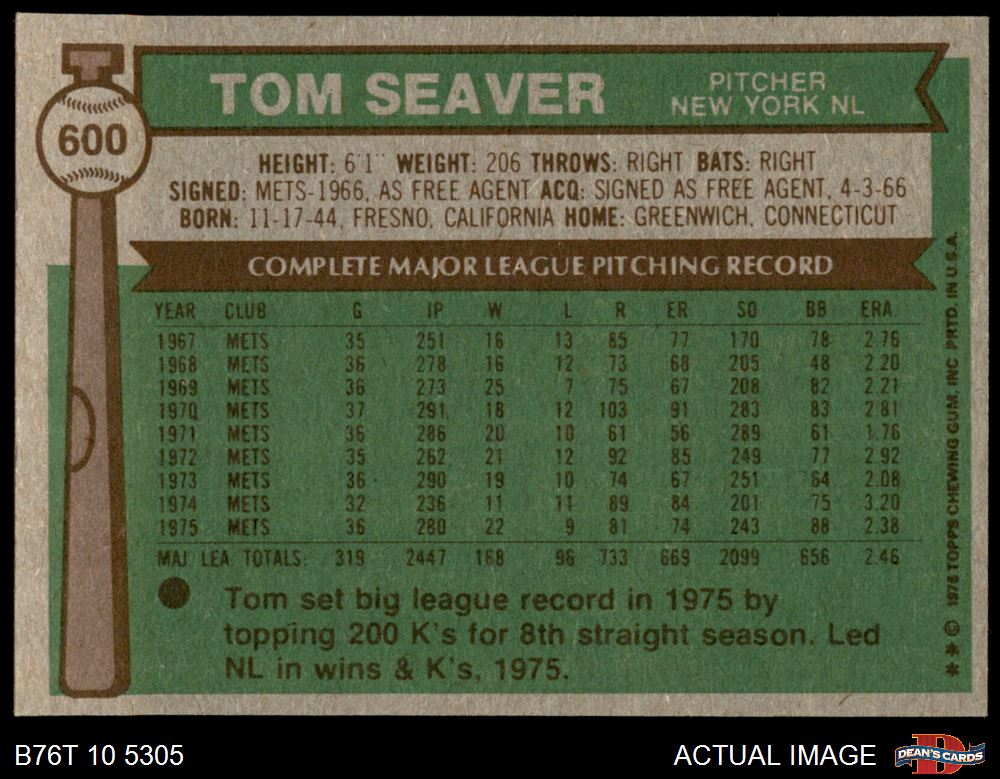 TOM SEAVER
PITCHER
NEW YORK NL
600
HEIGHT: 6'1" WEIGHT: 206 THROWS: RIGHT BATS: RIGHT
SIGNED: METS-1966, AS FREE AGENT ACQ: SIGNED AS FREE AGENT, 4-3-66
BORN: 11-17-44, FRESNO, CALIFORNIA HOME: GREENWICH, CONNECTICUT
COMPLETE MAJOR LEAGUE PITCHING RECORD
YEAR CLUB G IP W L R ER SO BB ERA
1967 METS 35 251 16 13 85 77 170 78 2.76
1968 METS 36 278 16 12 73 68 205 48 2.20
1969 METS 36 273 25 7 75 67 208 82 2.21
1970 METS 37 291 18 12 103 91 283 83 2.81
1971 METS 36 286 20 10 61 56 289 61 1.76
1972 METS 35 262 21 12 92 85 249 77 2.92
1973 METS 36 290 19 10 74 67 251 64 2.08
1974 METS 32 236 11 11 89 84 201 75 3.20
1975 METS 36 280 22 9 81 74 243 88 2.38
MAJ. LEA. TOTALS: 319 2447 168 96 733 669 2099 656 2.46
Tom set big league record in 1975 by
topping 200 K's for 8th straight season. Led
NL in wins & K's, 1975.
** © 1976 TOPPS CHEWING GUM, INC. PRTD. IN U.S.A.
B76T 10 5305
ACTUAL IMAGE
DEAN'S CARDS